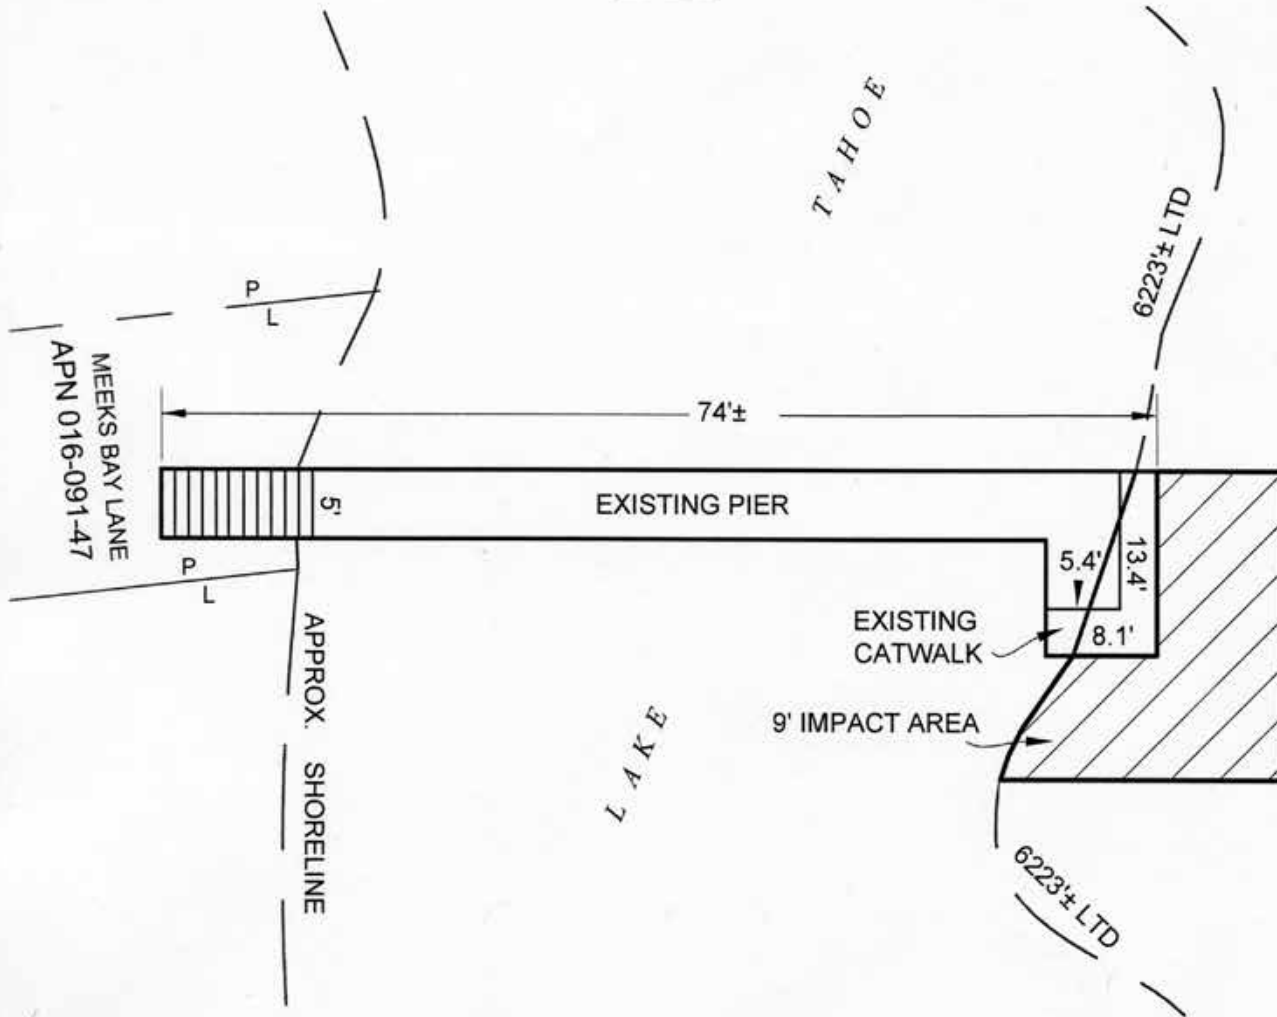 TAHOE
6223'± LTD
P
L
MEEKS BAY LANE
APN 016-091-47
74'±
5'
EXISTING PIER
13.4'
5.4'
8.1'
P
L
EXISTING
CATWALK
9' IMPACT AREA
APPROX. SHORELINE
LAKE
6223'± LTD